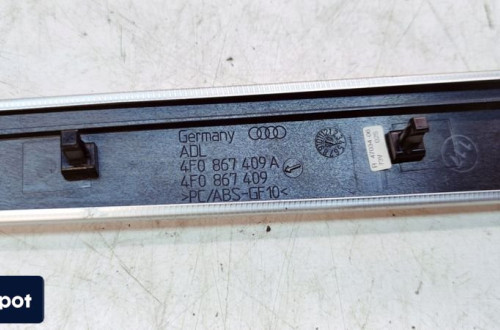 Germany
ADL
4F0 867 409 A
4F0 867 409
>PC/ABS-GF10<
pot